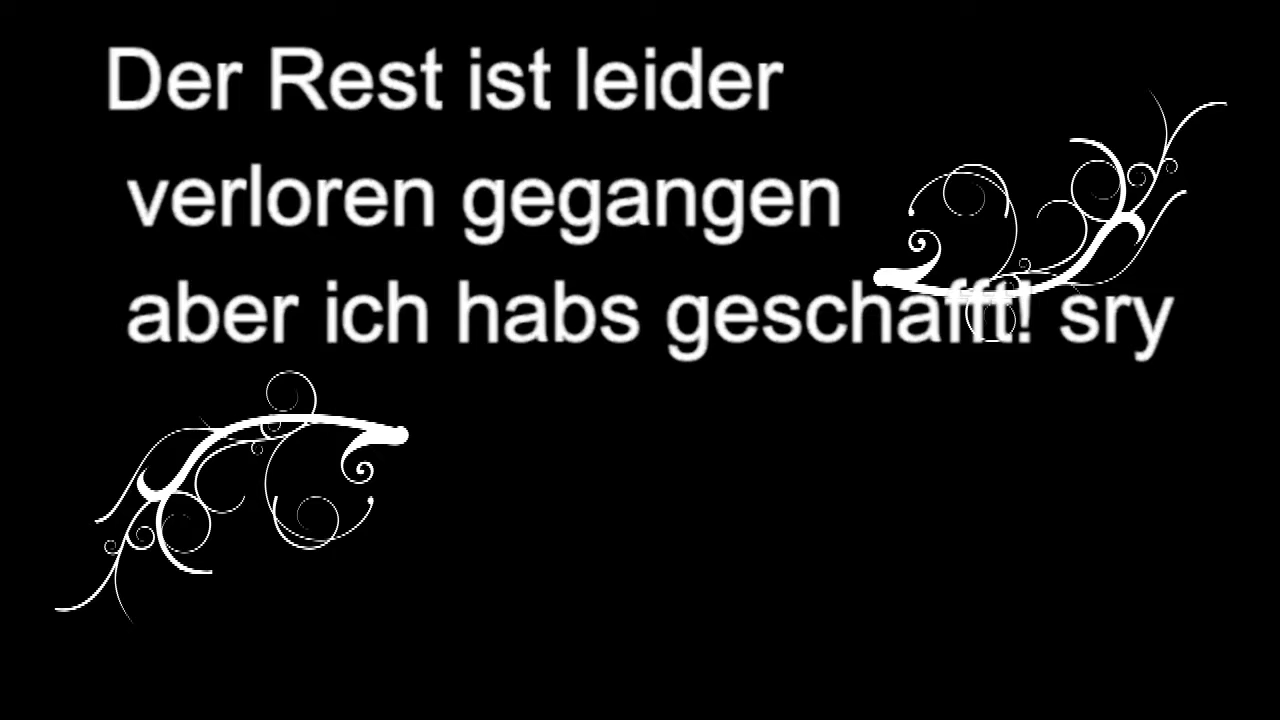 Der Rest ist leider
verloren gegangen
aber ich habs geschafft! sry